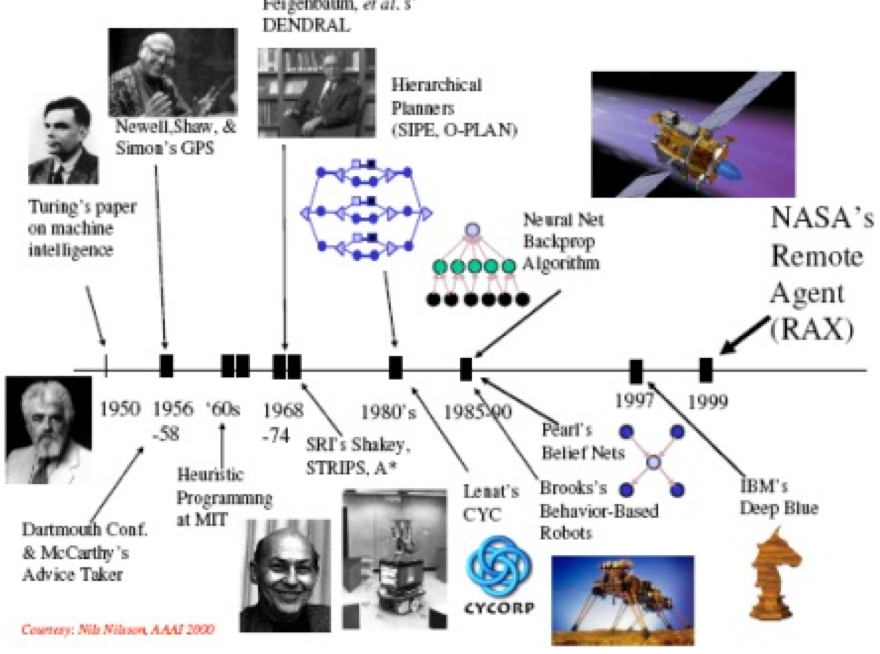 Feigenbaum, et al. s'
DENDRAL
Hierarchical
Planners
(SIPE, O-PLAN)
Newell,Shaw, &
Simon's GPS
Turing's paper
on machine
intelligence
Neural Net
Backprop
Algorithm
NASA's
Remote
Agent
(RAX)
1950
1956
-58
'60s
1968
-74
1980's
1985-90
1997
1999
Dartmouth Conf.
& McCarthy's
Advice Taker
Heuristic
Programming
at MIT
SRI's Shakey,
STRIPS, A*
Lenat's
CYC
CYCORP
Pearl's
Belief Nets
Brooks's
Behavior-Based
Robots
IBM's
Deep Blue
Courtesy: Nils Nilsson, AAAI 2000